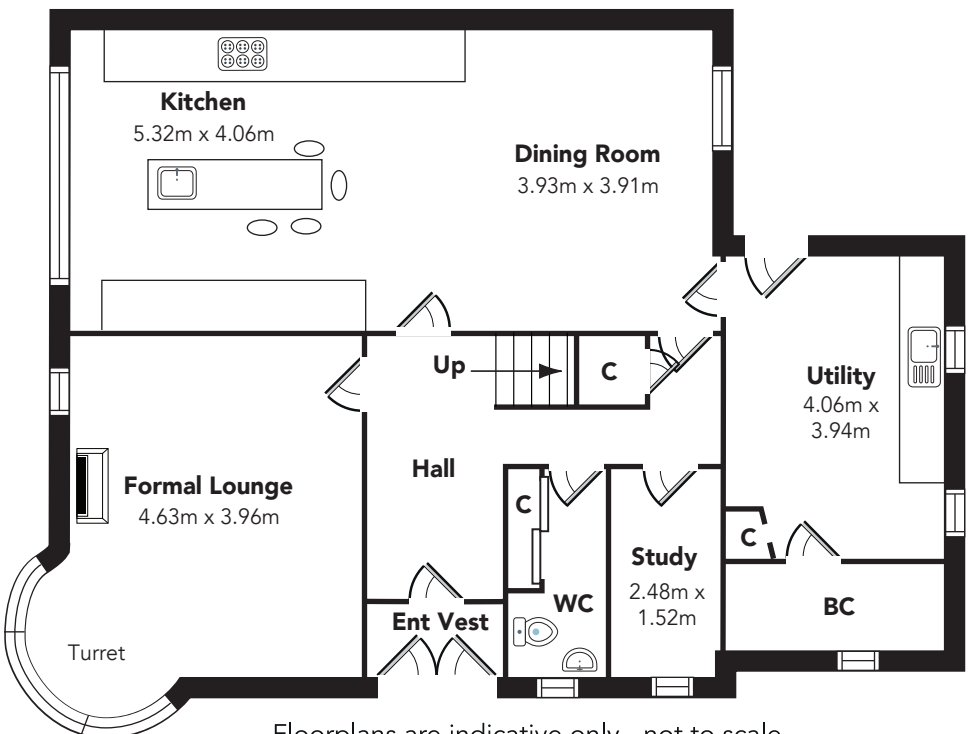 Kitchen
5.32m x 4.06m
Dining Room
3.93m x 3.91m
Up
C
Utility
4.06m x
3.94m
Hall
Formal Lounge
4.63m x 3.96m
C
C
Study
2.48m x
1.52m
WC
BC
Ent Vest
Turret
Floorplans are indicative only - not to scale